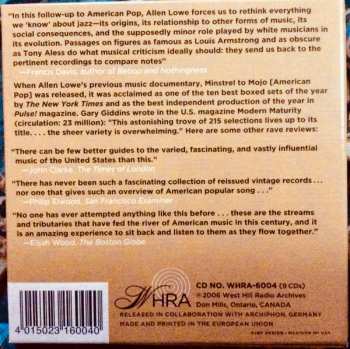 "In this follow-up to American Pop, Allen Lowe forces us to rethink everything
we 'know' about jazz—its origins, its relationship to other forms of music, its
social consequences, and the supposedly minor role played by white musicians
in its evolution. Passages on figures as famous as Louis Armstrong and as obscure
as Tony Aless do what musical criticism ideally should: they send us back to the
pertinent recordings to compare notes"
—Francis Davis, author of Bebop and Nothingness
When Allen Lowe's previous music documentary, Minstrel to Mojo [American
Pop] was released, it was acclaimed as one of the ten best boxed sets of the year
by The New York Times and as the best independent production of the year in
Pulse! magazine. Gary Giddins wrote in the U.S. magazine Modern Maturity
(circulation: 23 million); "This astonishing trove of 215 selections lives up to its
title. . . . the sheer variety is overwhelming." Here are some other rave reviews:
"There can be few better guides to the varied, fascinating, and vastly influential
music of the United States than this."
—John Clarke, The Times of London
"There has never been such a fascinating collection of reissued vintage records . . .
nor one that gives such an overview of American popular song . . ."
—Philip Elwood, San Francisco Examiner
"No one has ever attempted anything like this before . . . these are the streams
and tributaries that have fed the river of American music in this century, and it
is an amazing experience to sit back and listen to them as they flow together."
—Elijah Wood, The Boston Globe
WHRA
CD NO. WHRA-6004 (9 CDs)
©2006 West Hill Radio Archives
Don Mills, Ontario, CANADA
RELEASED IN COLLABORATION WITH ARCHIPHON, GERMANY
MADE AND PRINTED IN THE EUROPEAN UNION
4 015023 160040